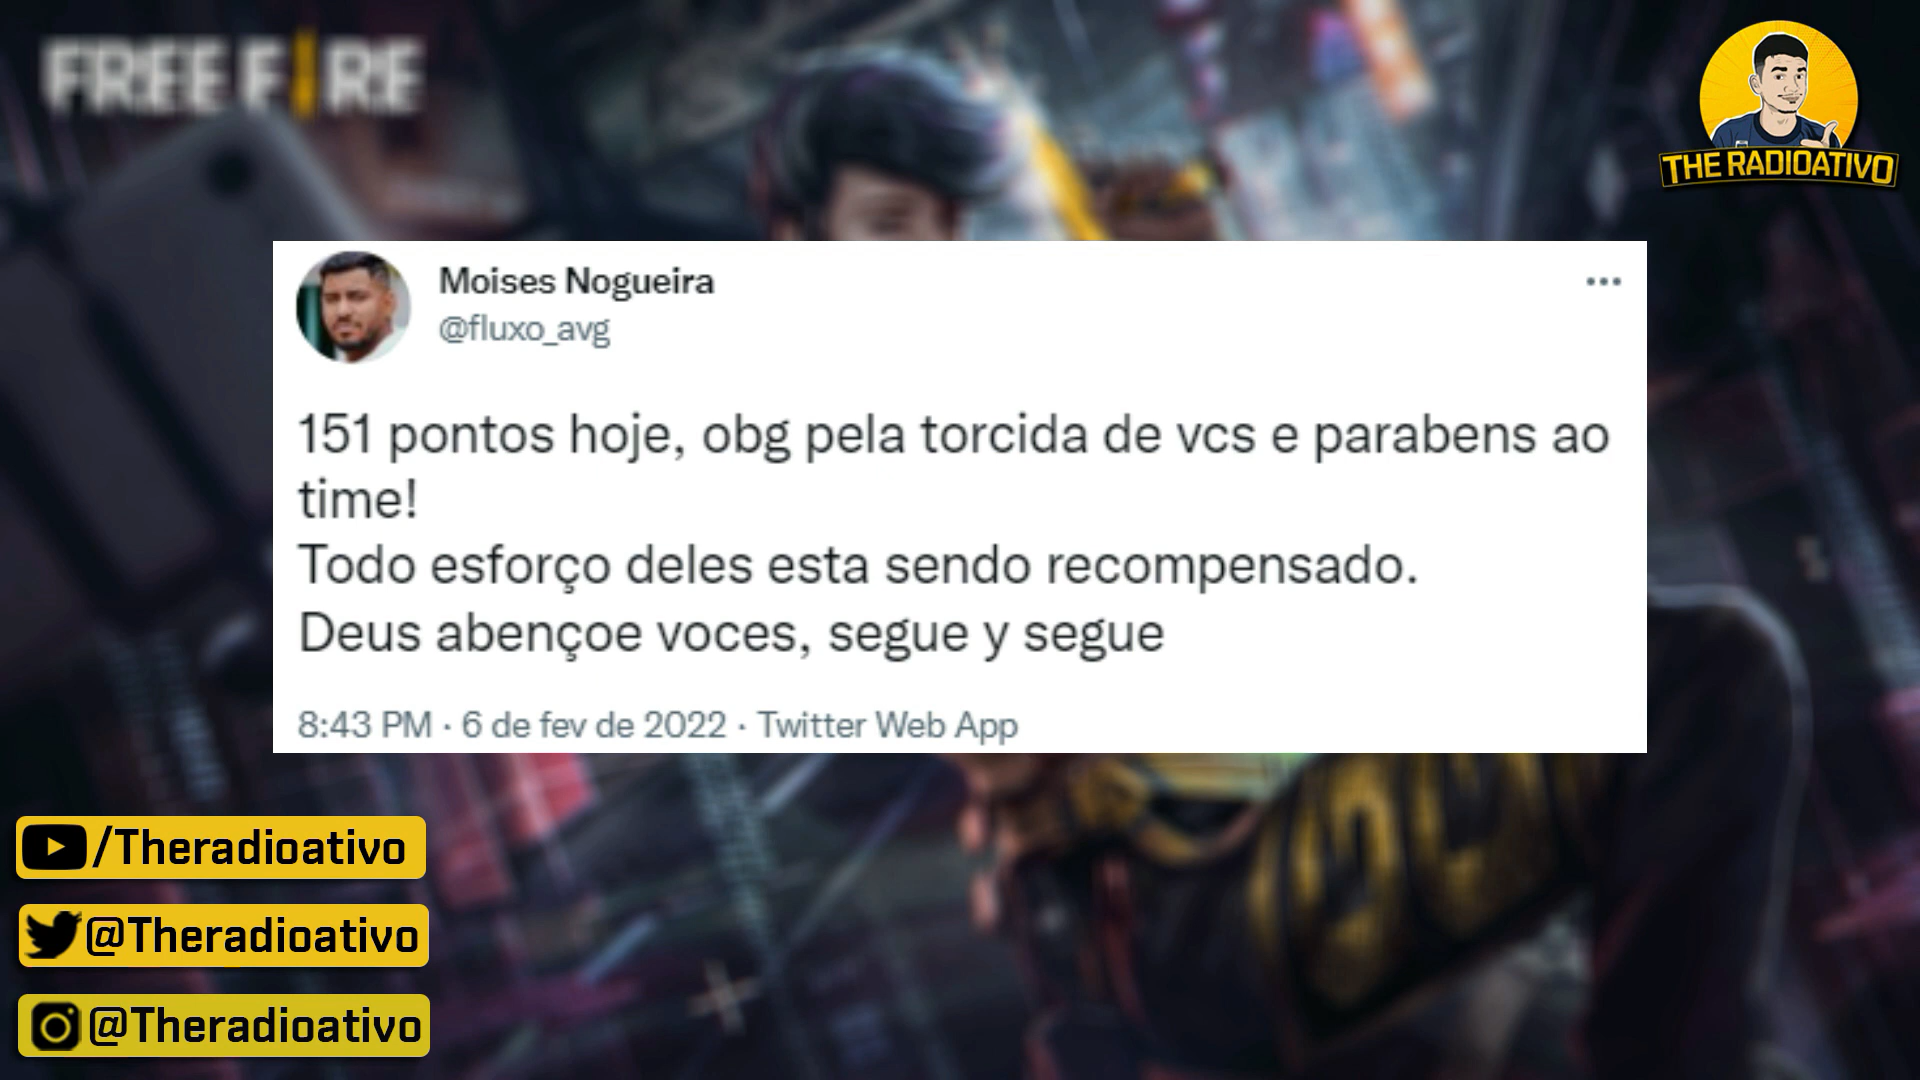 FREE FIRE
THE RADIOATIVO
Moises Nogueira
@fluxo_avg
151 pontos hoje, obg pela torcida de vcs e parabens ao
time!
Todo esforço deles esta sendo recompensado.
Deus abençoe voces, segue y segue
8:43 PM · 6 de fev de 2022 · Twitter Web App
/Theradioativo
@Theradioativo
@Theradioativo